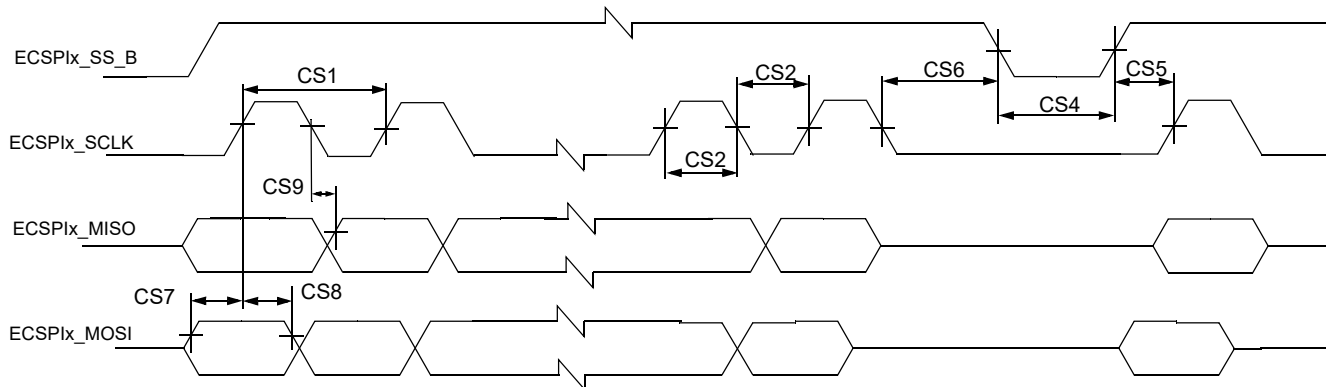 ECSPIx_SS_B
CS1
CS2
CS6
CS5
CS4
ECSPIx_SCLK
CS2
CS9
ECSPIx_MISO
CS7
CS8
ECSPIx_MOSI